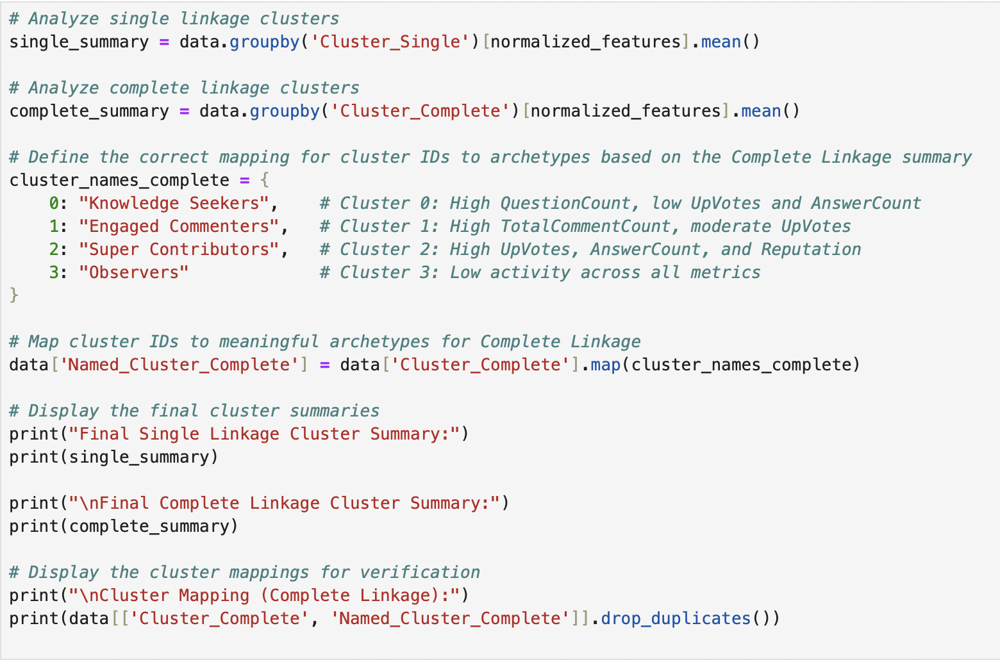 # Analyze single linkage clusters
single_summary = data.groupby('Cluster_Single')[normalized_features].mean()

# Analyze complete linkage clusters
complete_summary = data.groupby('Cluster_Complete')[normalized_features].mean()

# Define the correct mapping for cluster IDs to archetypes based on the Complete Linkage summary
cluster_names_complete = {
    0: "Knowledge Seekers",    # Cluster 0: High QuestionCount, low UpVotes and AnswerCount
    1: "Engaged Commenters",   # Cluster 1: High TotalCommentCount, moderate UpVotes
    2: "Super Contributors",   # Cluster 2: High UpVotes, AnswerCount, and Reputation
    3: "Observers"             # Cluster 3: Low activity across all metrics
}

# Map cluster IDs to meaningful archetypes for Complete Linkage
data['Named_Cluster_Complete'] = data['Cluster_Complete'].map(cluster_names_complete)

# Display the final cluster summaries
print("Final Single Linkage Cluster Summary:")
print(single_summary)

print("\nFinal Complete Linkage Cluster Summary:")
print(complete_summary)

# Display the cluster mappings for verification
print("\nCluster Mapping (Complete Linkage):")
print(data[['Cluster_Complete', 'Named_Cluster_Complete']].drop_duplicates())